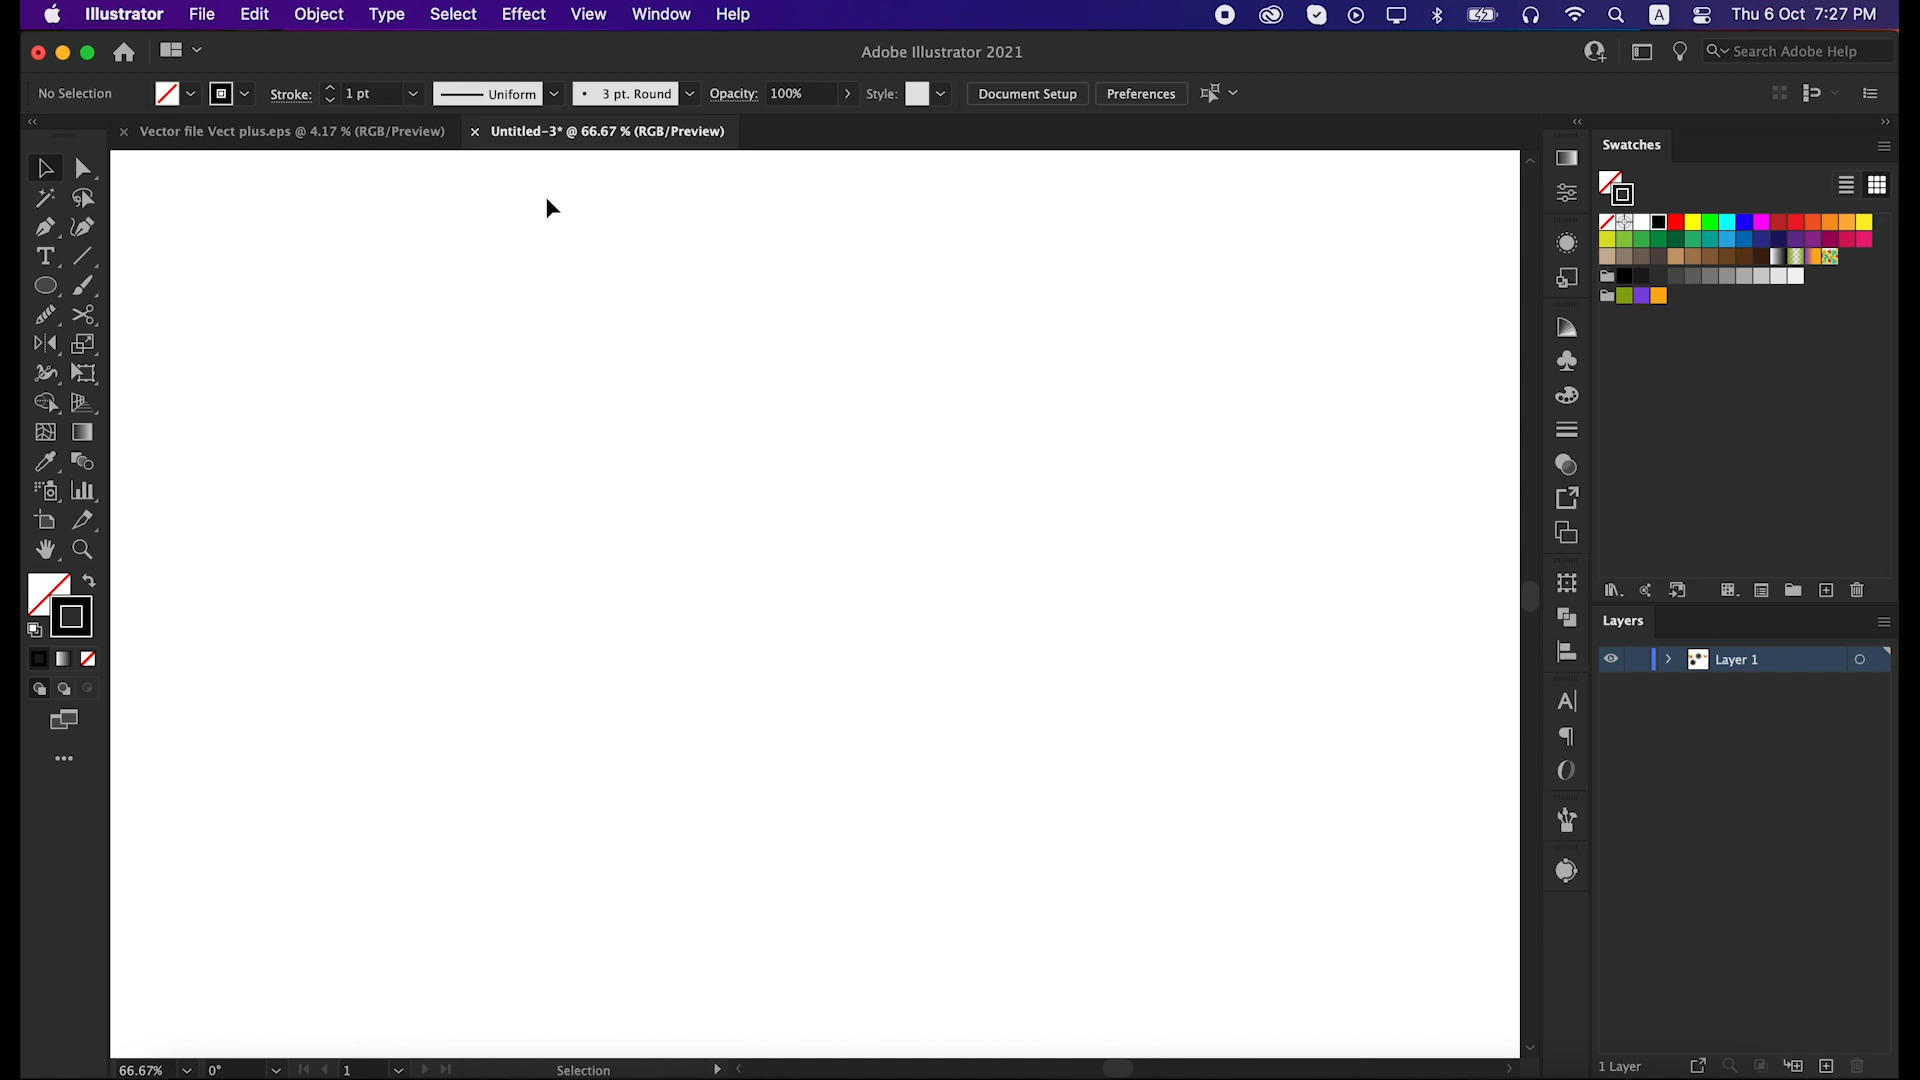 Illustrator File Edit Object Type Select Effect View Window Help A Thu 6 Oct 7:27 PM
Adobe Illustrator 2021 Search Adobe Help
No Selection Stroke: 1 pt Uniform 3 pt. Round Opacity: 100% Style: Document Setup Preferences
Vector file Vect plus.eps @ 4.17 % (RGB/Preview) Untitled-3* @ 66.67 % (RGB/Preview)
Swatches
Layers
Layer 1
66.67% 0° 1 Selection 1 Layer